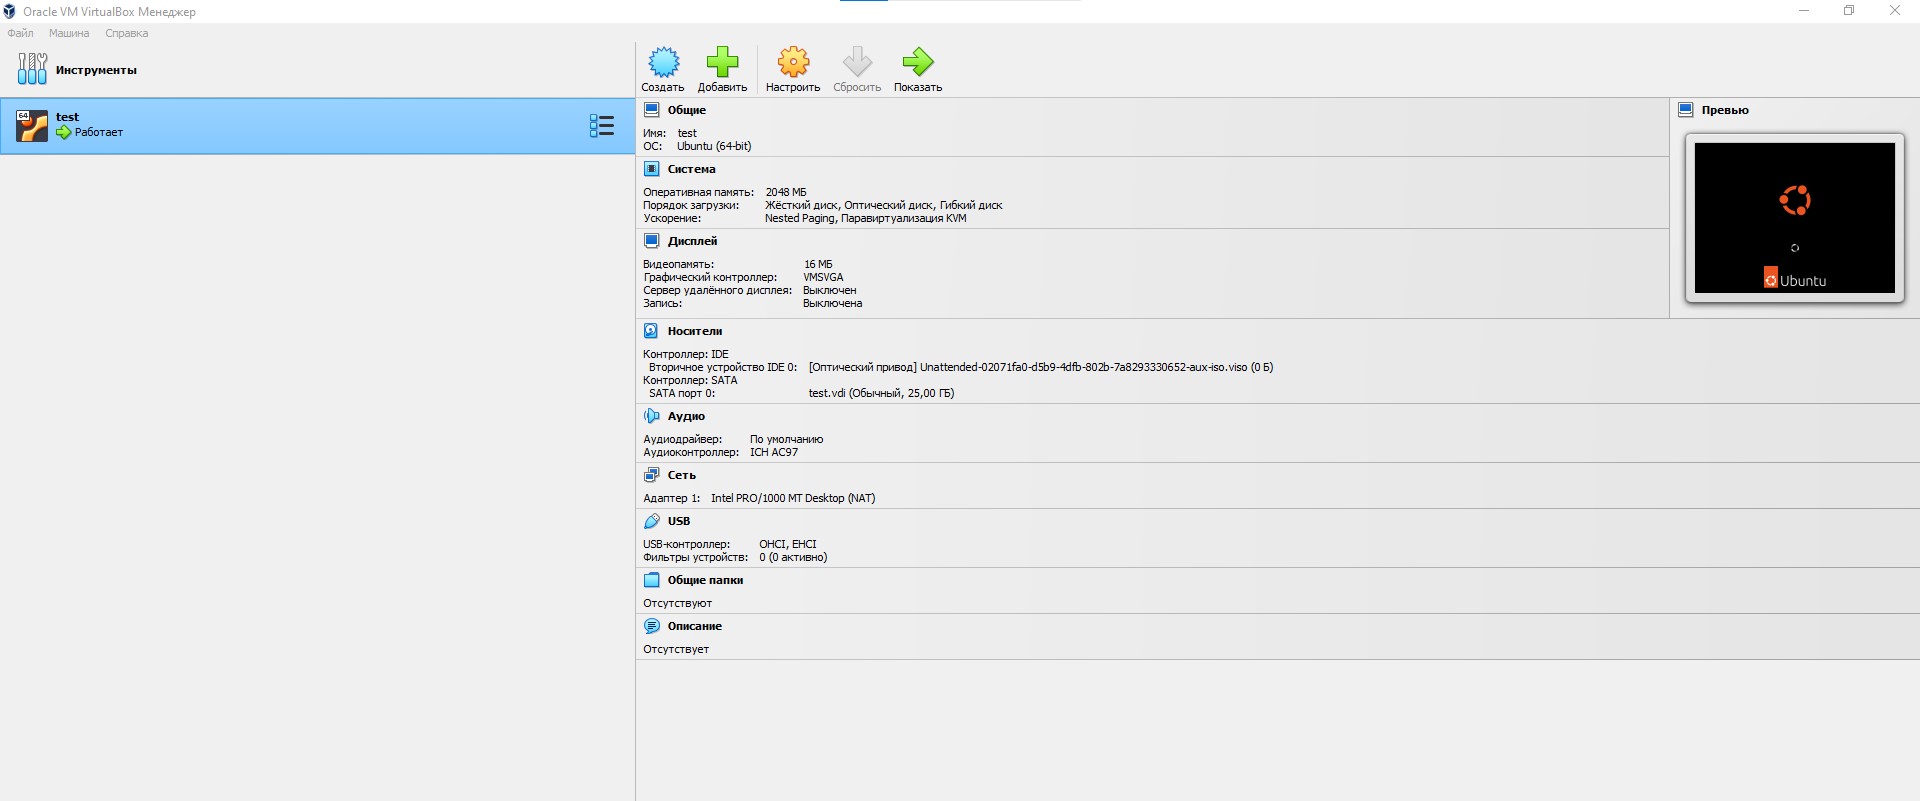 Oracle VM VirtualBox Менеджер
Файл Машина Справка
Инструменты
Создать Добавить Настроить Сбросить Показать
64
test
Работает
Общие
Имя: test
ОС: Ubuntu (64-bit)
Система
Оперативная память: 2048 МБ
Порядок загрузки: Жёсткий диск, Оптический диск, Гибкий диск
Ускорение: Nested Paging, Паравиртуализация KVM
Дисплей
Видеопамять: 16 МБ
Графический контроллер: VMSVGA
Сервер удалённого дисплея: Выключен
Запись: Выключена
Превью
Ubuntu
Носители
Контроллер: IDE
Вторичное устройство IDE 0: [Оптический привод] Unattended-02071fa0-d5b9-4dfb-802b-7a8293330652-aux-iso.viso (0 Б)
Контроллер: SATA
SATA порт 0: test.vdi (Обычный, 25,00 ГБ)
Аудио
Аудиодрайвер: По умолчанию
Аудиоконтроллер: ICH AC97
Сеть
Адаптер 1: Intel PRO/1000 MT Desktop (NAT)
USB
USB-контроллер: OHCI, EHCI
Фильтры устройств: 0 (0 активно)
Общие папки
Отсутствуют
Описание
Отсутствует